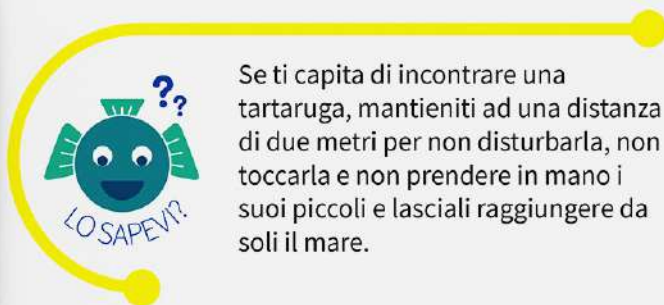 ??
LO SAPEVI?
Se ti capita di incontrare una
tartaruga, mantieniti ad una distanza
di due metri per non disturbarla, non
toccarla e non prendere in mano i
suoi piccoli e lasciali raggiungere da
soli il mare.